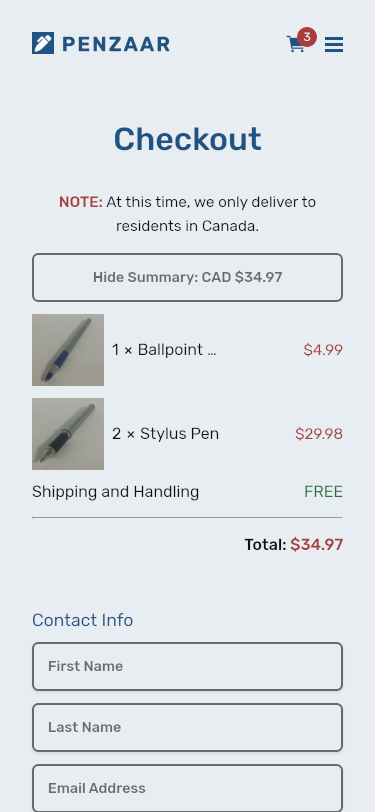 PENZAAR
3
Checkout
NOTE: At this time, we only deliver to
residents in Canada.
Hide Summary: CAD $34.97
1 × Ballpoint ...
$4.99
2 × Stylus Pen
$29.98
Shipping and Handling
FREE
Total: $34.97
Contact Info
First Name
Last Name
Email Address